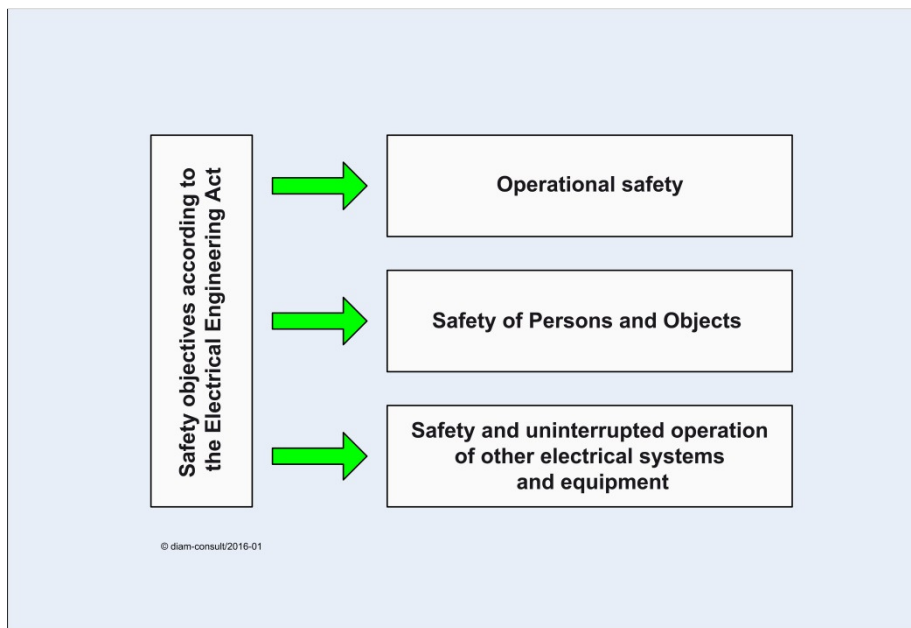 Safety objectives according to
the Electrical Engineering Act
Operational safety
Safety of Persons and Objects
Safety and uninterrupted operation
of other electrical systems
and equipment
© diam-consult/2016-01